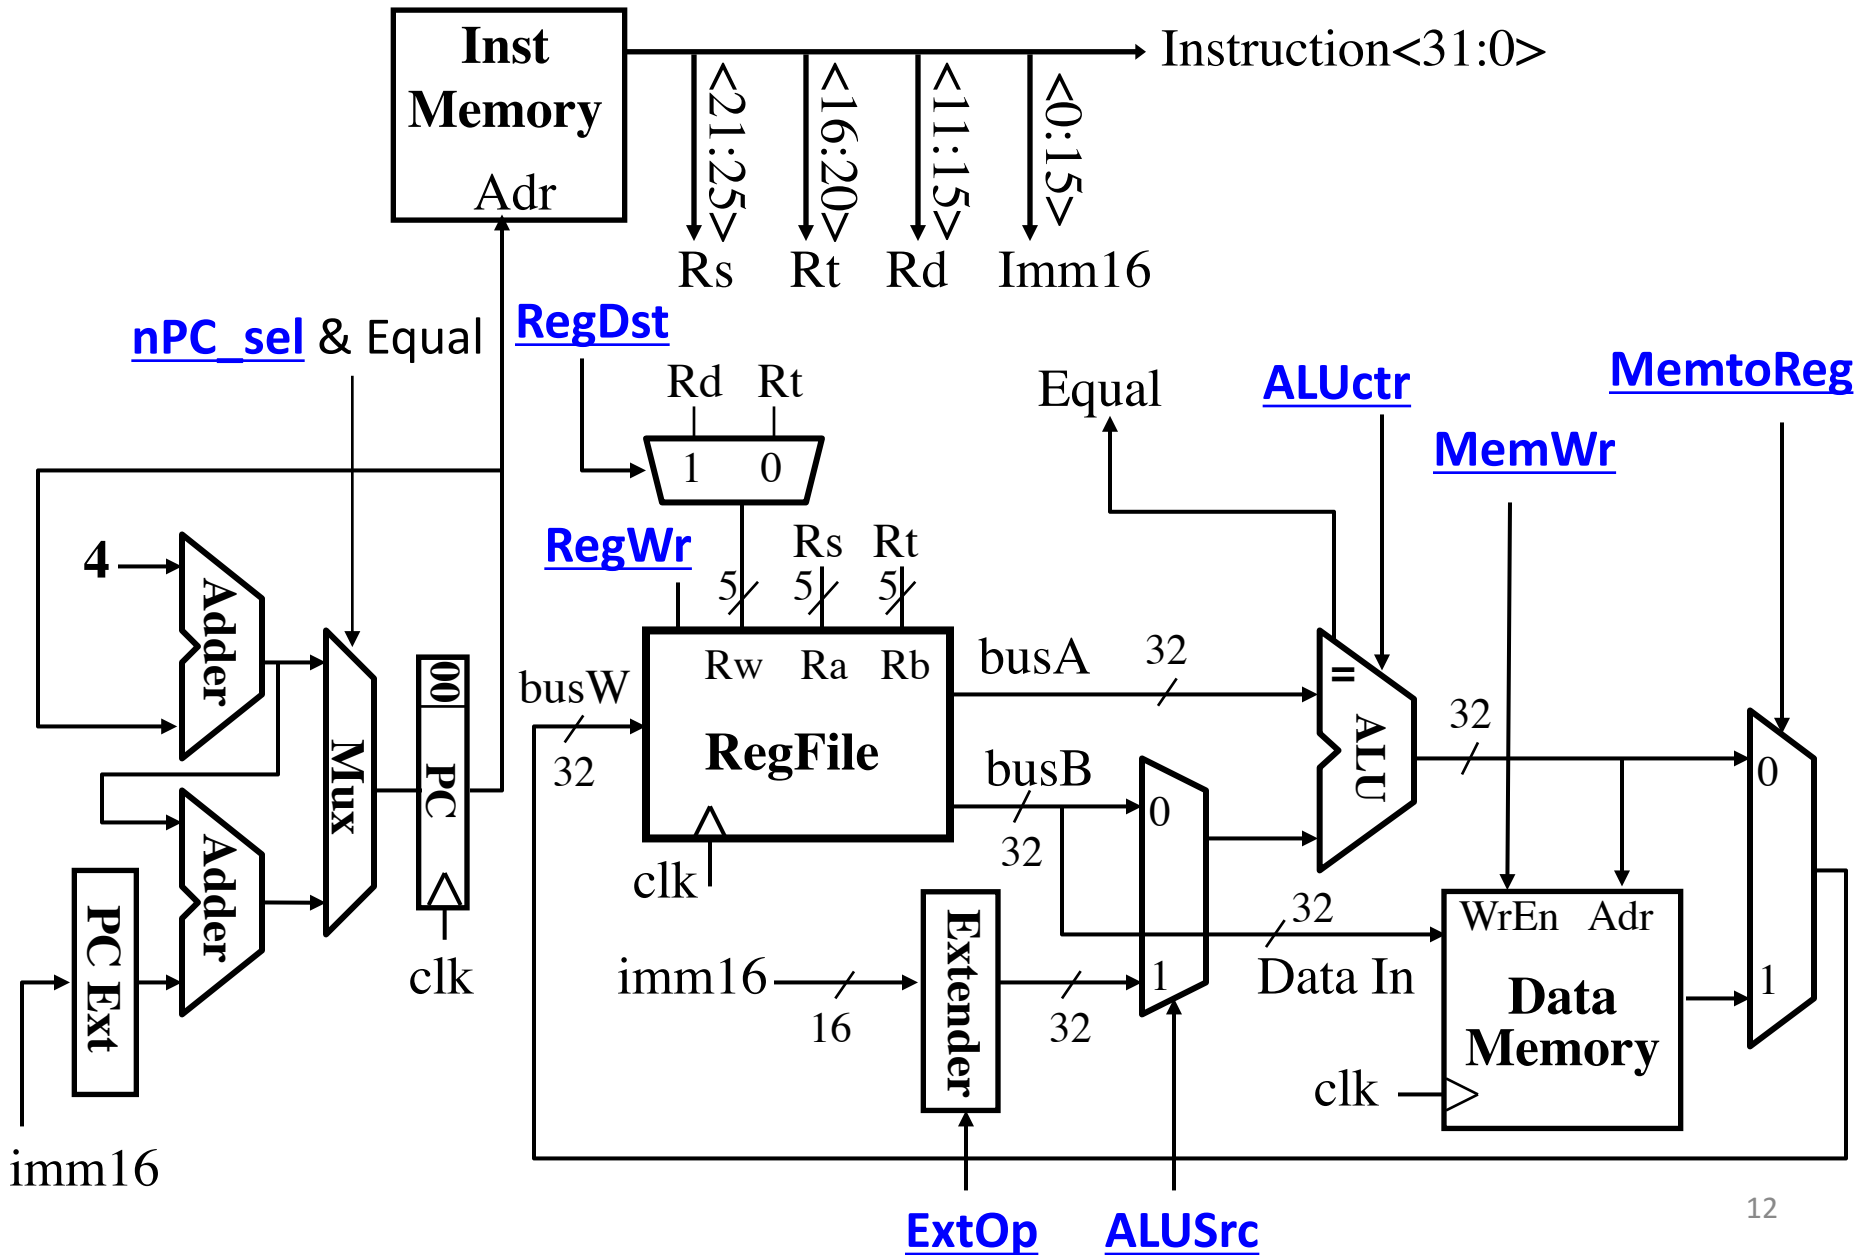 Inst
Memory
Adr
Instruction<31:0>
<21:25>
<16:20>
<11:15>
<0:15>
Rs
Rt
Rd
Imm16
nPC_sel & Equal
RegDst
Rd
Rt
1
0
Equal
ALUctr
MemtoReg
MemWr
RegWr
Rs
Rt
5
5
5
4
Adder
Mux
00
PC
clk
Adder
PC Ext
imm16
busW
32
Rw
Ra
Rb
RegFile
clk
busA
32
busB
32
=
ALU
32
0
1
0
1
imm16
16
Extender
32
32
Data In
WrEn
Adr
Data
Memory
clk
ExtOp
ALUSrc
12